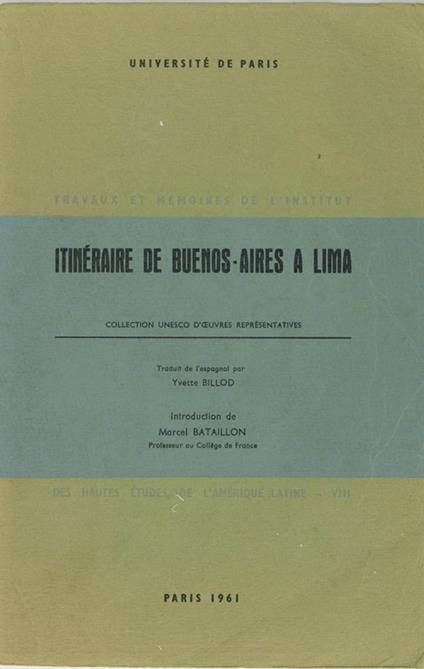 UNIVERSITÉ DE PARIS
TRAVAUX ET MÉMOIRES DE L'INSTITUT
ITINÉRAIRE DE BUENOS-AIRES A LIMA
COLLECTION UNESCO D'ŒUVRES REPRÉSENTATIVES
Traduit de l'espagnol par
Yvette BILLOD
Introduction de
Marcel BATAILLON
Professeur au Collège de France
DES HAUTES ÉTUDES DE L'AMÉRIQUE LATINE - VIII
PARIS 1961